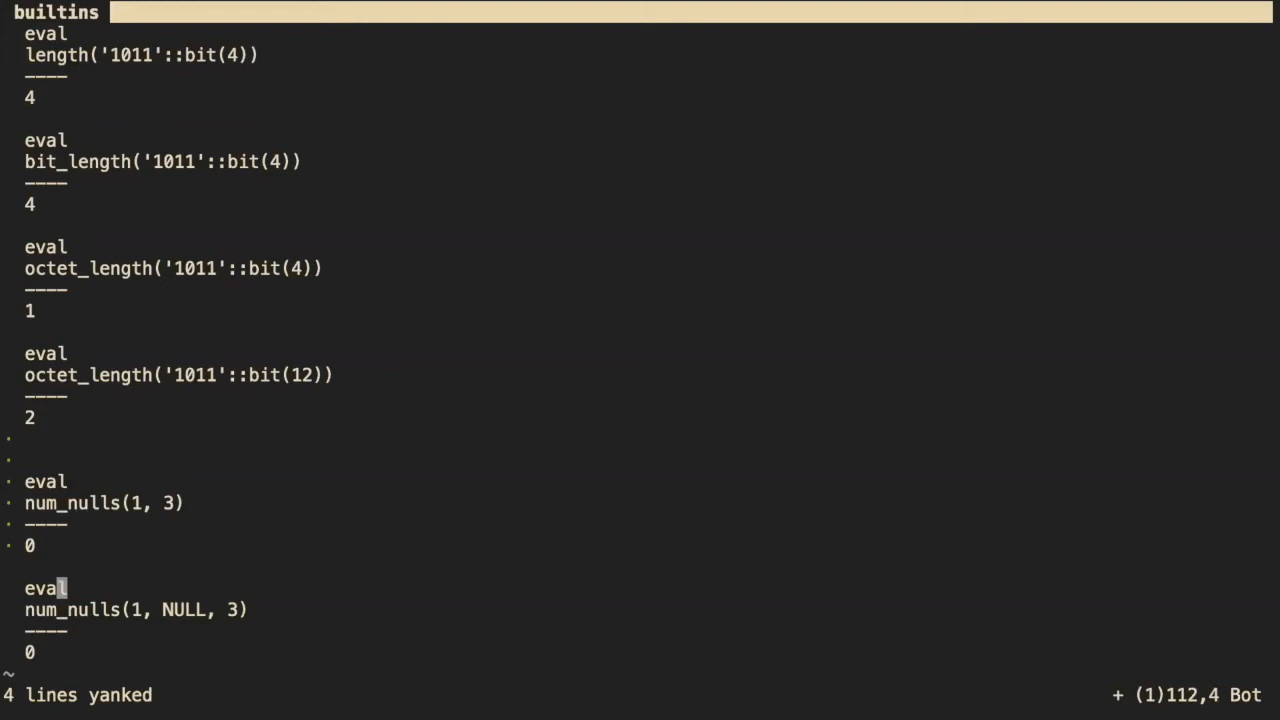 builtins
eval
length('1011'::bit(4))
----
4
eval
bit_length('1011'::bit(4))
----
4
eval
octet_length('1011'::bit(4))
----
1
eval
octet_length('1011'::bit(12))
----
2
eval
num_nulls(1, 3)
----
0
eval
num_nulls(1, NULL, 3)
----
0
~
4 lines yanked + (1)112,4 Bot